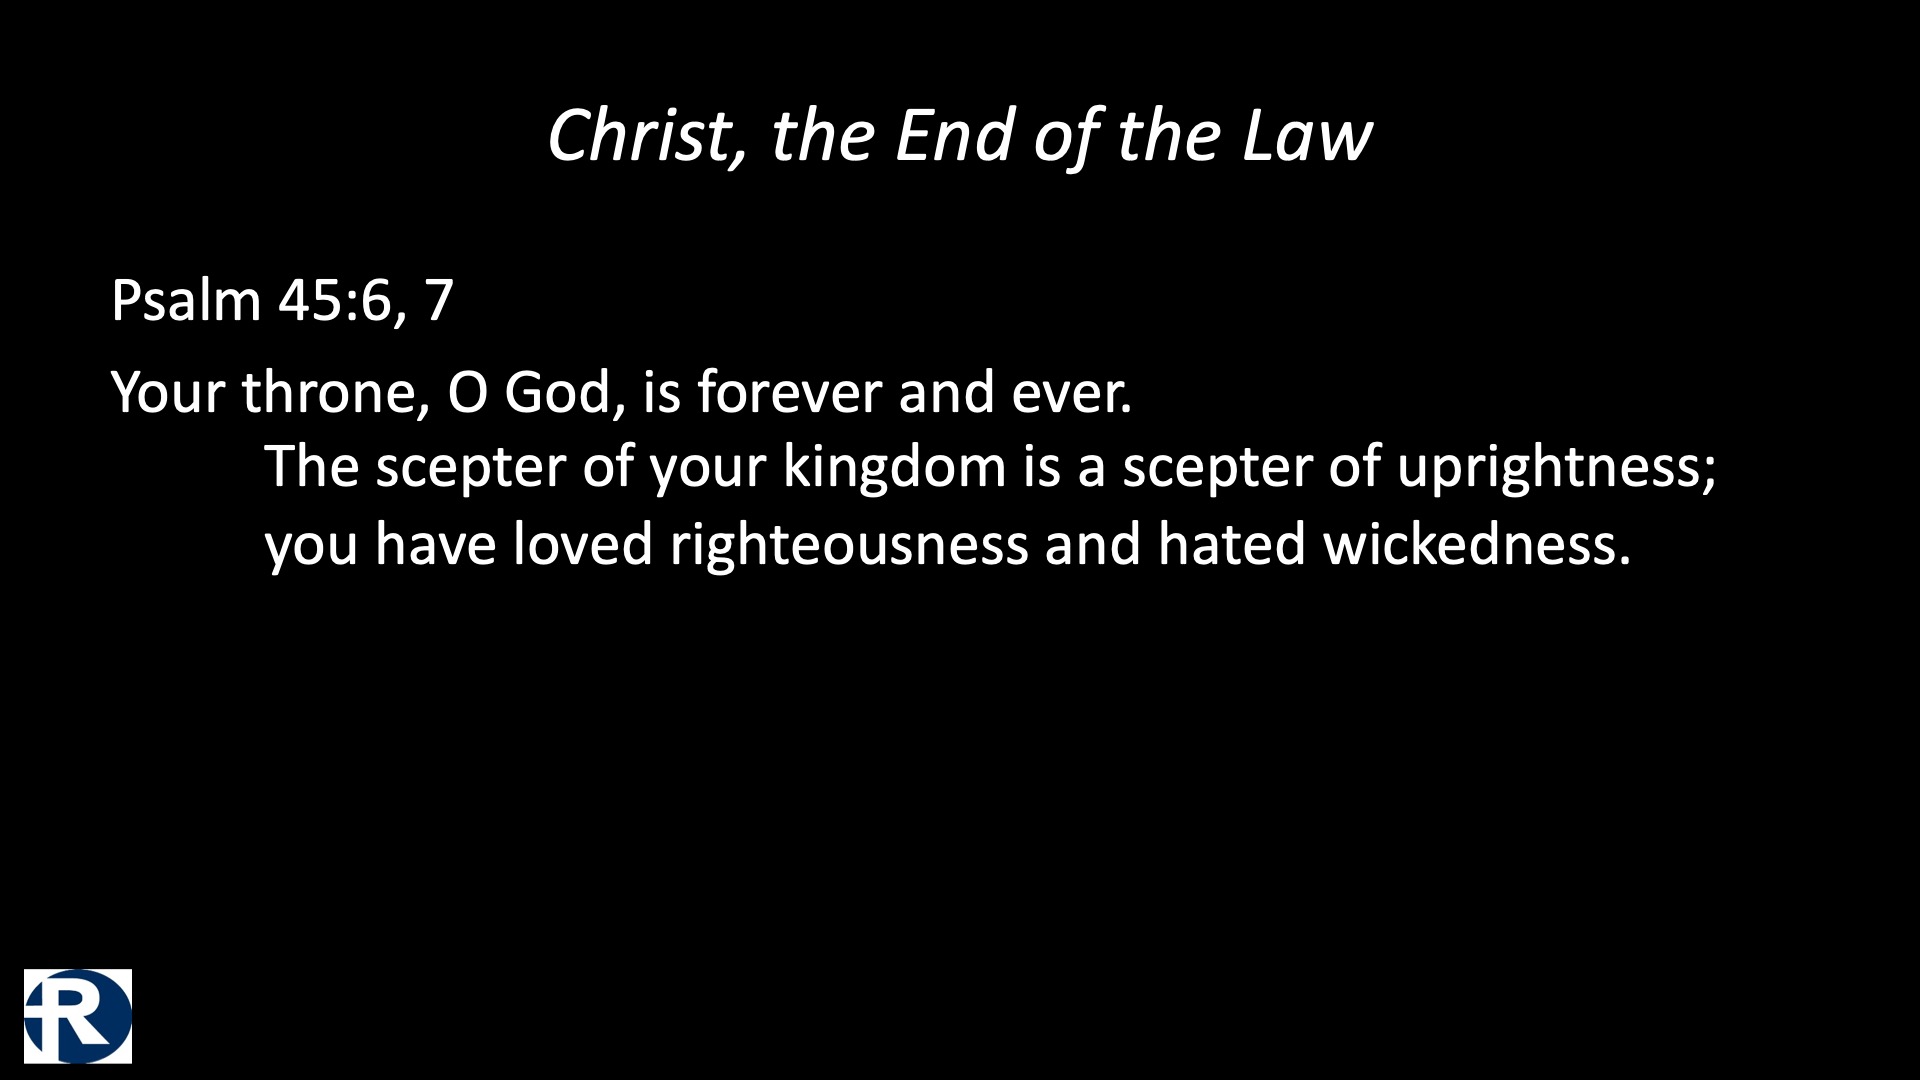 Christ, the End of the Law
Psalm 45:6, 7
Your throne, O God, is forever and ever.
The scepter of your kingdom is a scepter of uprightness;
you have loved righteousness and hated wickedness.
R